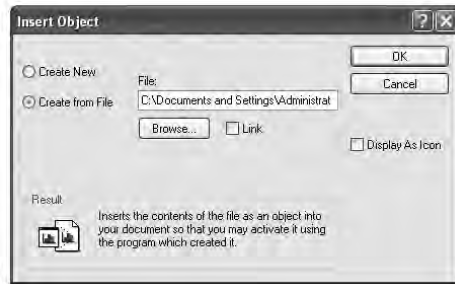 Insert Object
OK
Create New
File:
Cancel
Create from File
C:\Documents and Settings\Administrat
Browse...
Link
Display As Icon
Result
Inserts the contents of the file as an object into
your document so that you may activate it using
the program which created it.